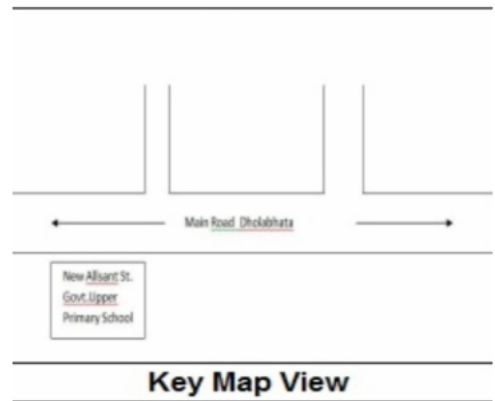 Main Road Dholabhata
New Allsant St.
Govt.Upper
Primary School
Key Map View